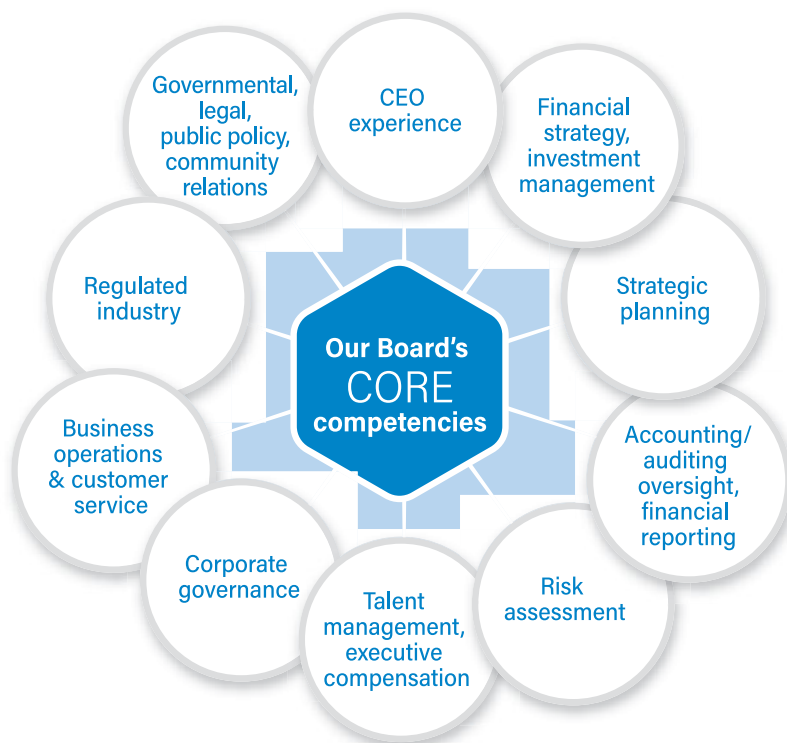 Governmental,
legal,
public policy,
community
relations
CEO
experience
Financial
strategy,
investment
management
Regulated
industry
Strategic
planning
Our Board's
CORE
competencies
Business
operations
& customer
service
Accounting/
auditing
oversight,
financial
reporting
Corporate
governance
Talent
management,
executive
compensation
Risk
assessment